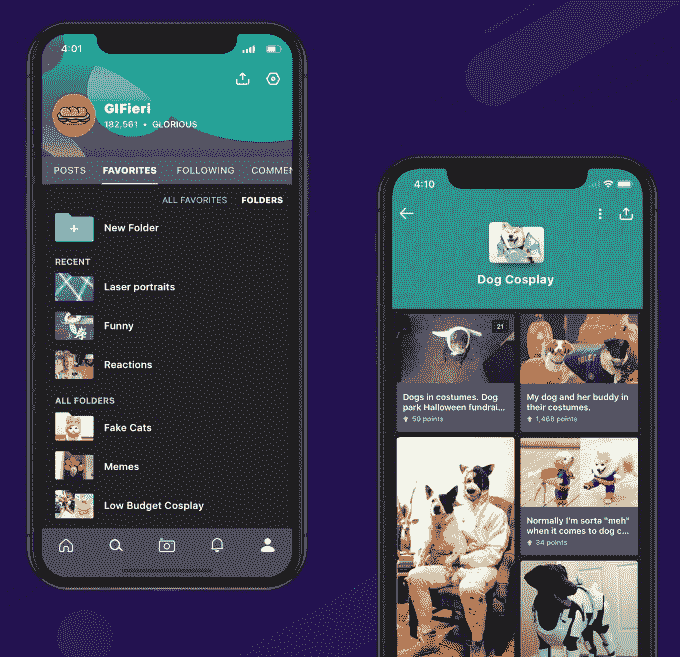 4:01
GIFieri
182,561 • GLORIOUS
POSTS FAVORITES FOLLOWING COMMEN
ALL FAVORITES FOLDERS
New Folder
RECENT
Laser portraits
Funny
Reactions
ALL FOLDERS
Fake Cats
Memes
Low Budget Cosplay
4:10
Dog Cosplay
21
Dogs in costumes. Dog
park Halloween fundrai...
59 points
My dog and her buddy in
their costumes.
1,468 points
Normally I'm sorta "meh"
when it comes to dog c...
34 points